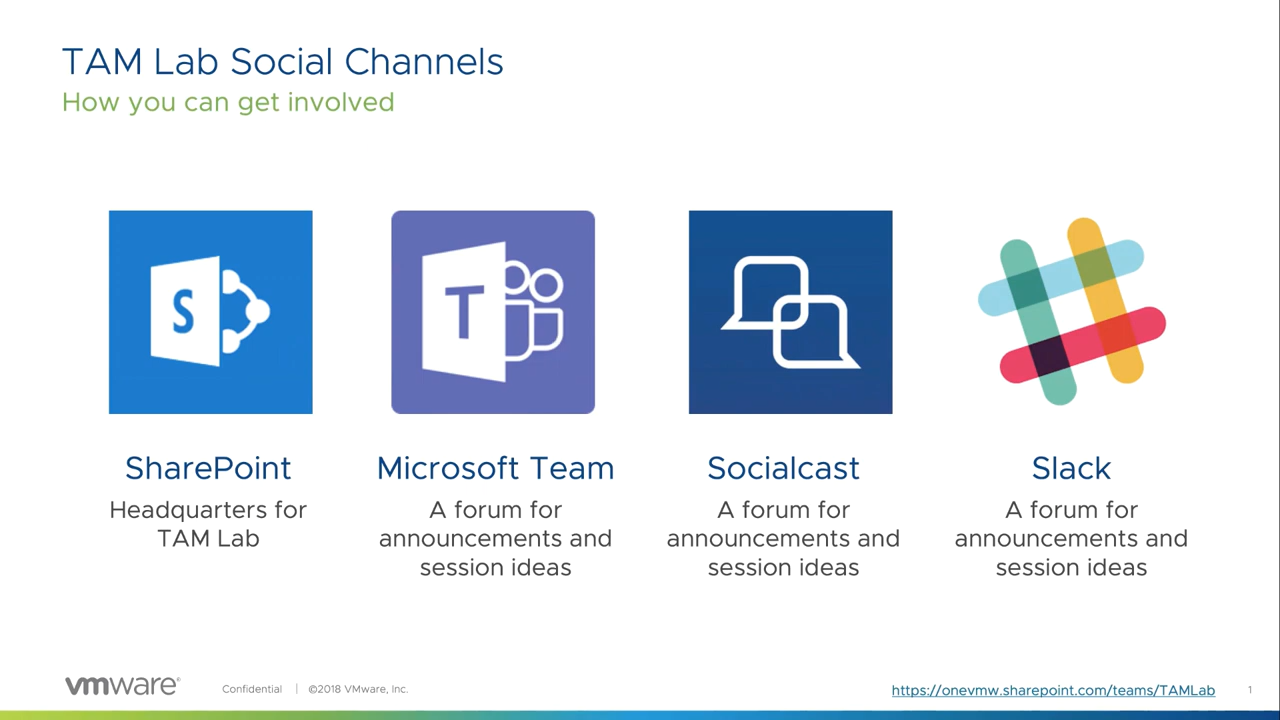 TAM Lab Social Channels
How you can get involved
S
T
SharePoint
Headquarters for
TAM Lab
Microsoft Team
A forum for
announcements and
session ideas
Socialcast
A forum for
announcements and
session ideas
Slack
A forum for
announcements and
session ideas
vmware®
Confidential | ©2018 VMware, Inc.
https://onevmw.sharepoint.com/teams/TAMLab
1